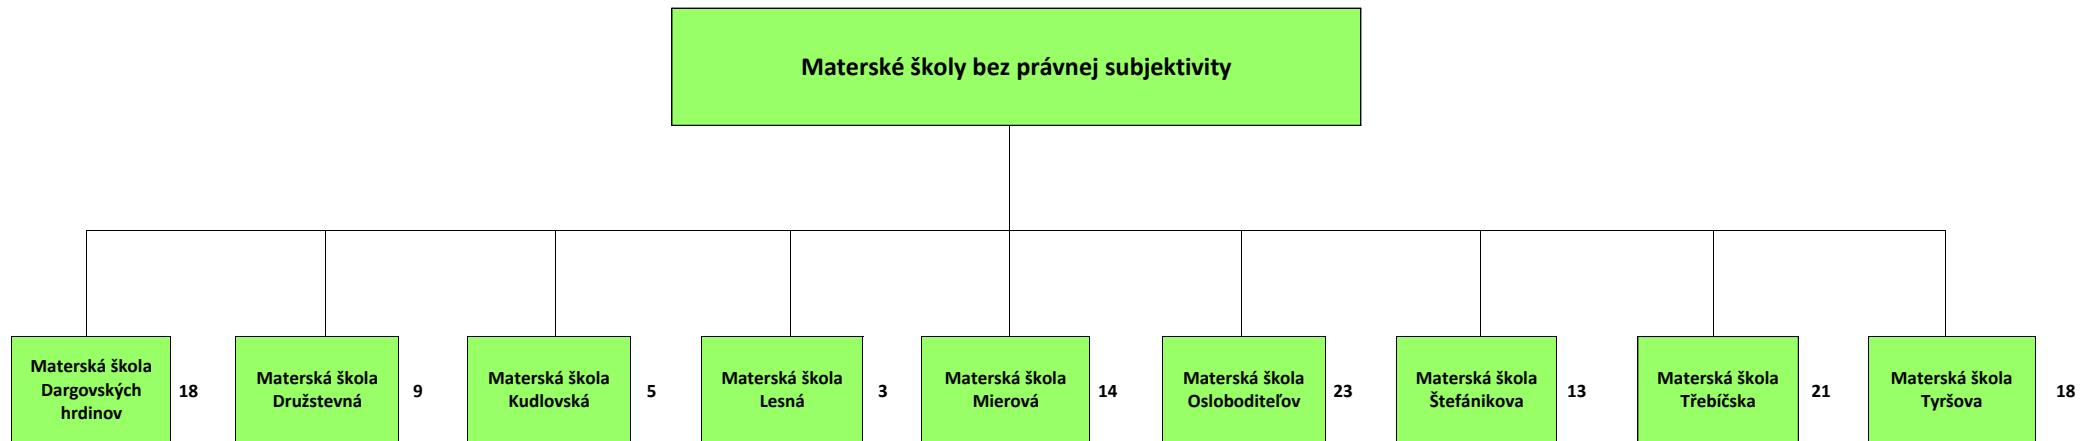 Materské školy bez právnej subjektivity
Materská škola
Dargovských
hrdinov
18
Materská škola
Družstevná
9
Materská škola
Kudlovská
5
Materská škola
Lesná
3
Materská škola
Mierová
14
Materská škola
Osloboditeľov
23
Materská škola
Štefánikova
13
Materská škola
Třebíčska
21
Materská škola
Tyršova
18